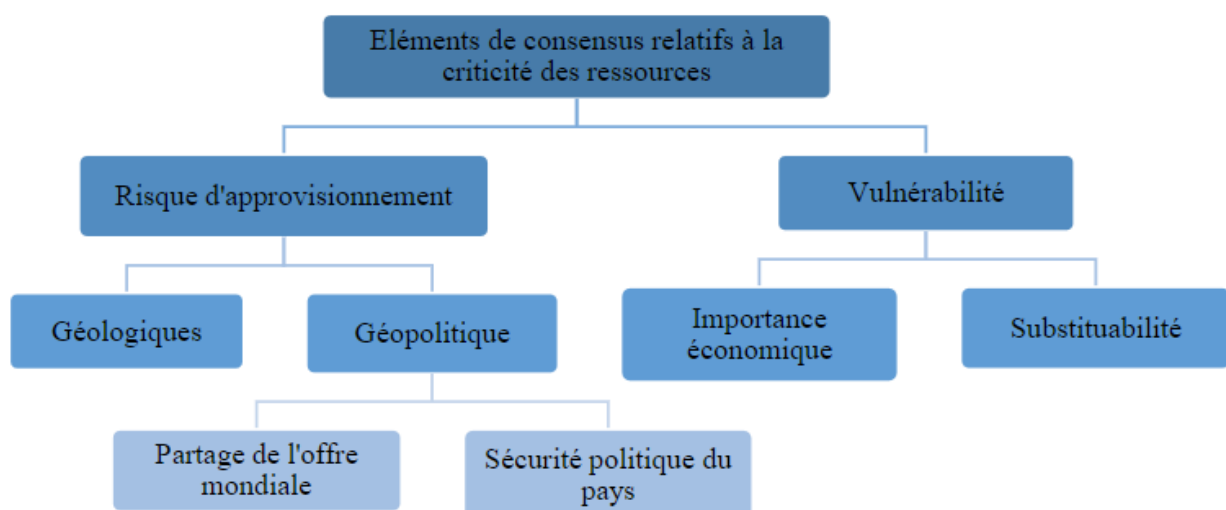 Eléments de consensus relatifs à la
criticité des ressources
Risque d'approvisionnement
Vulnérabilité
Géologiques
Géopolitique
Importance
économique
Substituabilité
Partage de l'offre
mondiale
Sécurité politique du
pays